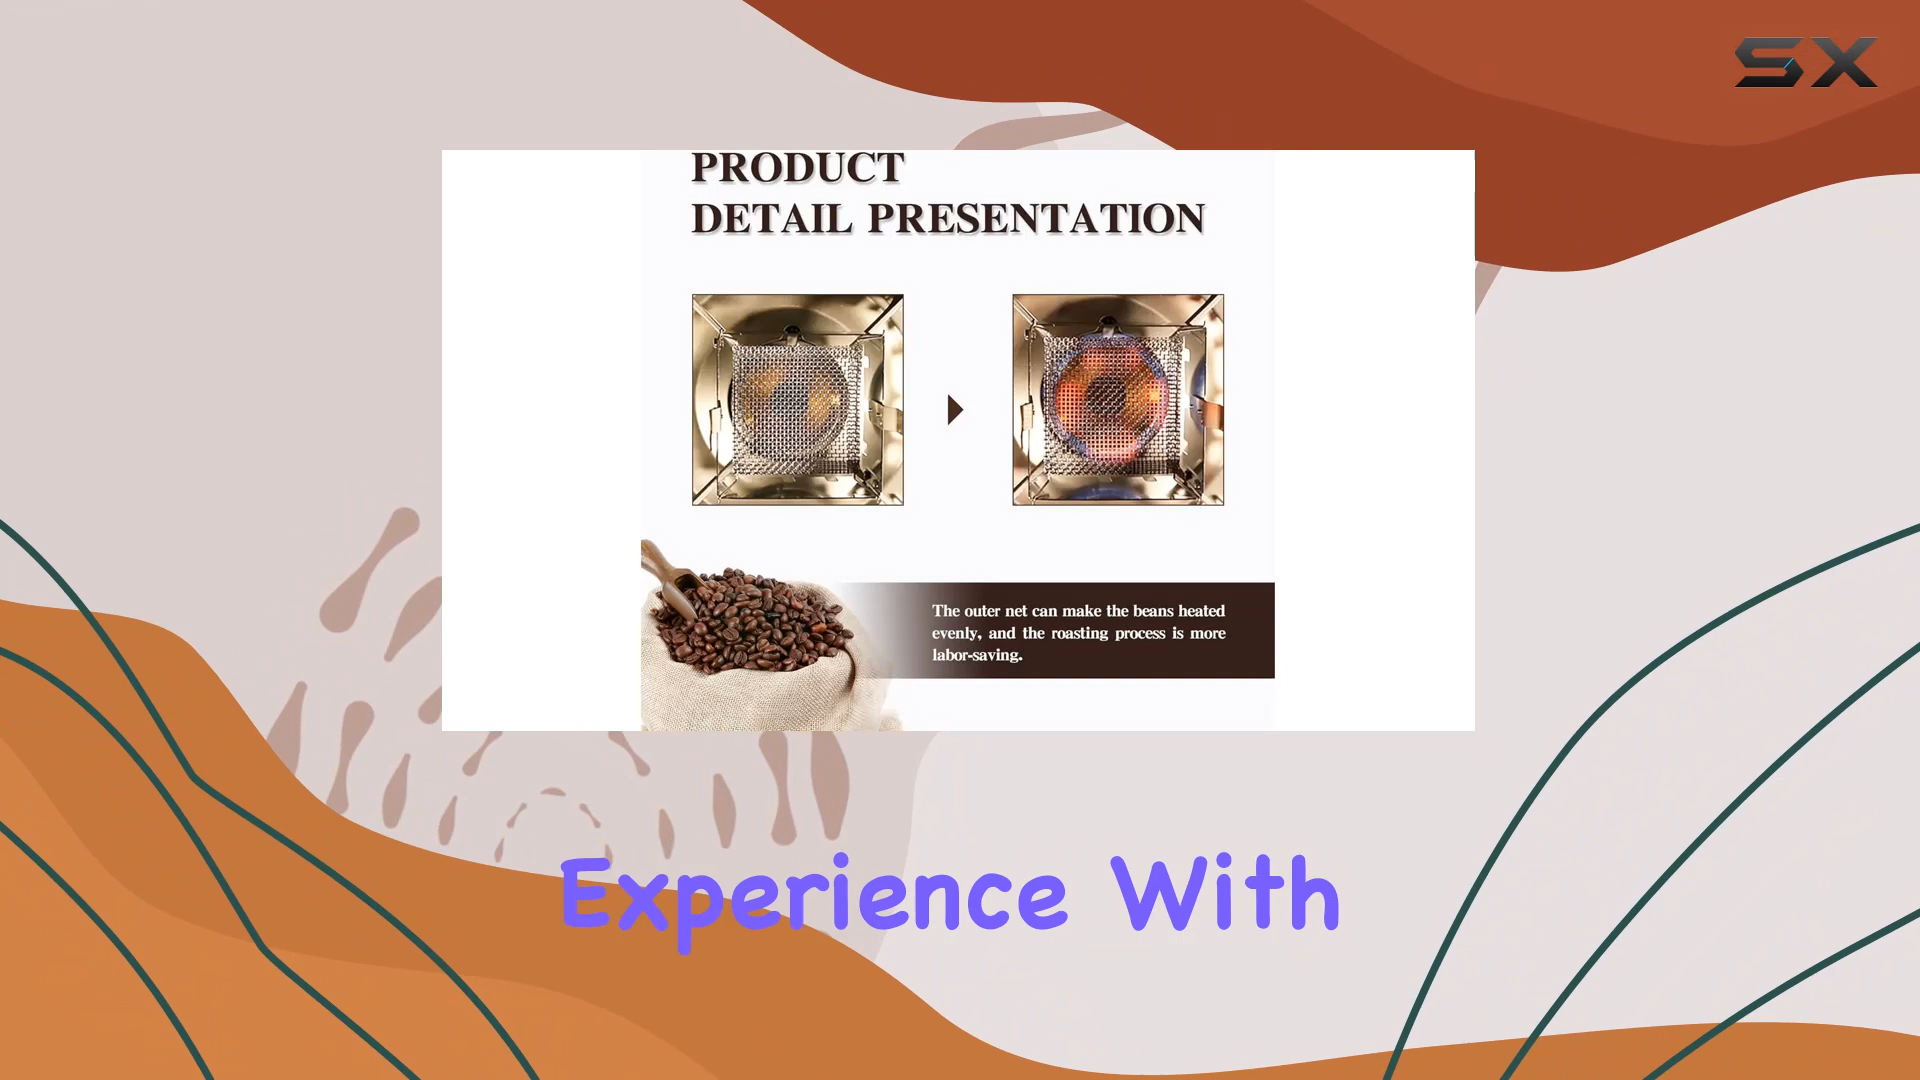 SX
PRODUCT
DETAIL PRESENTATION
The outer net can make the beans heated
evenly, and the roasting process is more
labor-saving.
Experience With